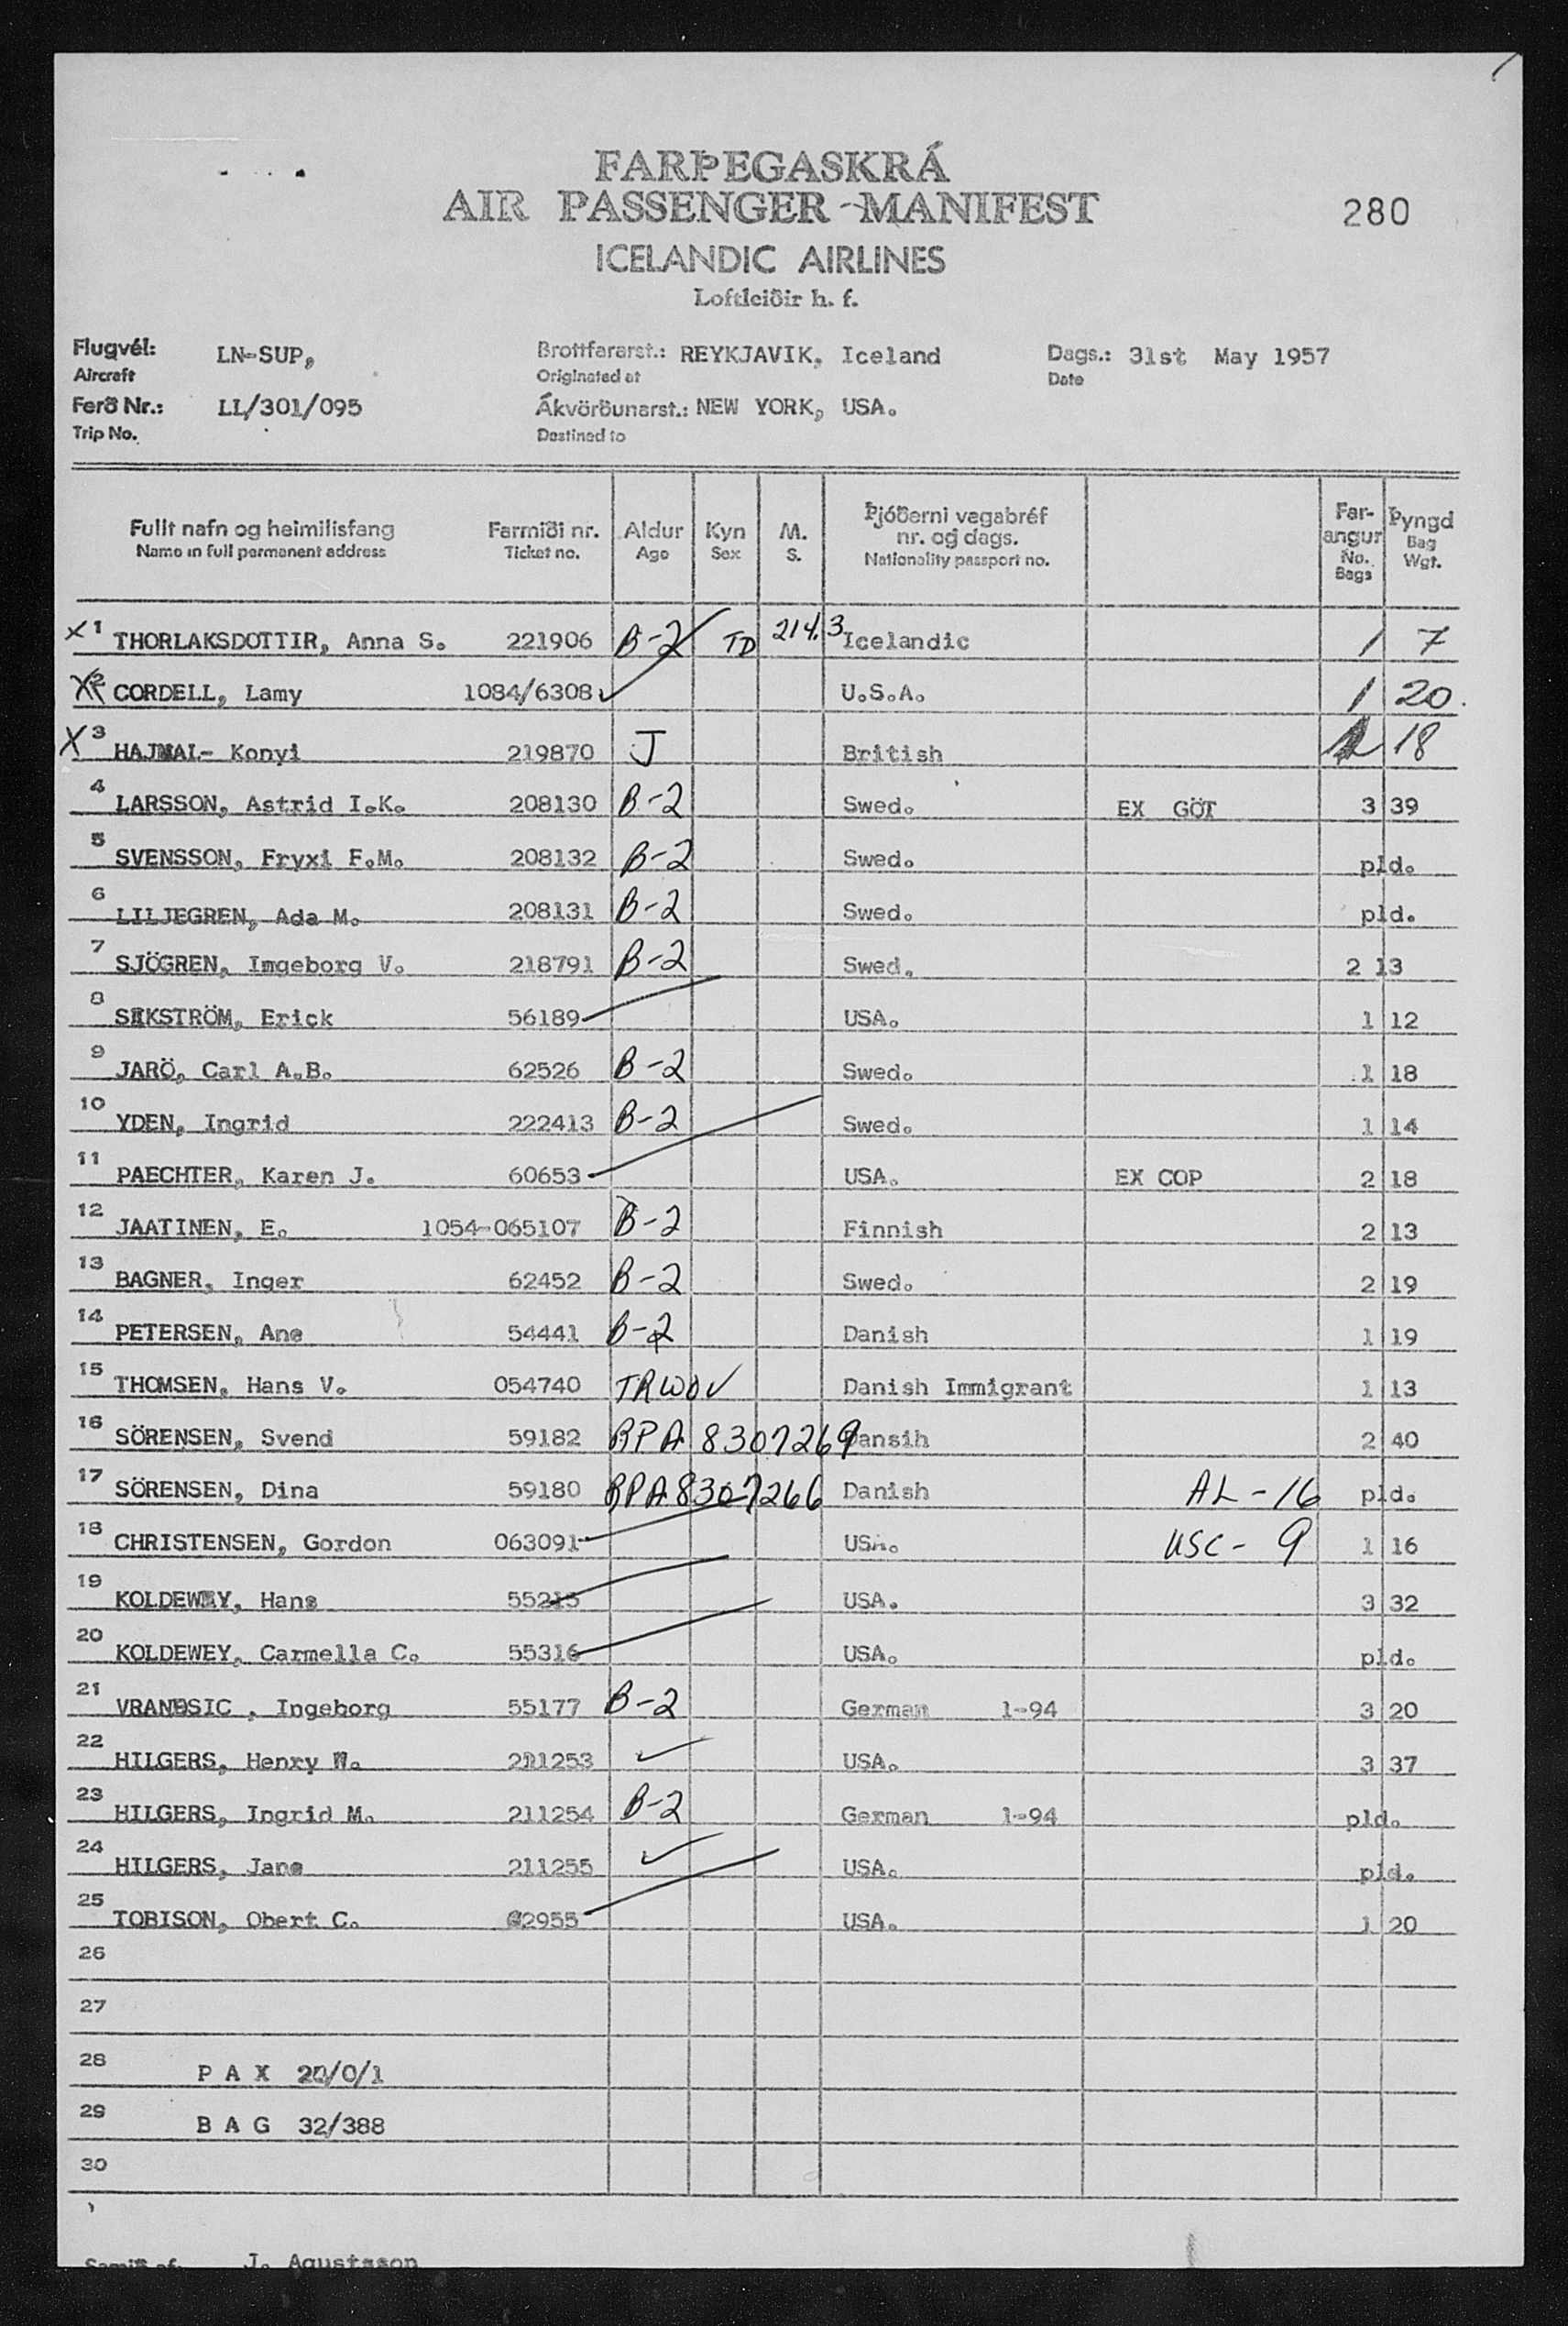 FARÞEGASKRÁ
AIR PASSENGER MANIFEST
280
ICELANDIC AIRLINES
Loftleiðir h. f.
Flugvél: LN-SUP, Brottfararst.: REYKJAVIK, Iceland Dags.: 31st May 1957
Aircraft Originated at Date
Ferð Nr.: LL/301/095 Ákvörðunarst.: NEW YORK, USA.
Trip No. Destined to
Fullt nafn og heimilisfang Farmiði nr. Aldur Kyn M. Þjóðerni vegabréf nr. og dags. Far-angur Þyngd
Name in full permanent address Ticket no. Age Sex S. Nationality passport no. No. Bags Bag Wgt.
X 1 THORLAKSDOTTIR, Anna S. 221906 B-2 TD 214.3 Icelandic 1 7
X 2 CORDELL, Lamy 1084/6308 U.S.A. 1 20
X 3 HAJMAI- Konyi 219870 J British 18
4 LARSSON, Astrid I.K. 208130 B-2 Swed. EX GÖT 3 39
5 SVENSSON, Fryxi F.M. 208132 B-2 Swed. pld.
6 LILJEGREN, Ada M. 208131 B-2 Swed. pld.
7 SJÖGREN, Imgeborg V. 218791 B-2 Swed. 2 13
8 SEKSTRÖM, Erick 56189 USA. 1 12
9 JARÖ, Carl A.B. 62526 B-2 Swed. 1 18
10 YDEN, Ingrid 222413 B-2 Swed. 1 14
11 PAECHTER, Karen J. 60653 USA. EX COP 2 18
12 JAATINEN, E. 1054-065107 B-2 Finnish 2 13
13 BAGNER, Inger 62452 B-2 Swed. 2 19
14 PETERSEN, Ane 54441 B-2 Danish 1 19
15 THOMSEN, Hans V. 054740 TRWOV Danish Immigrant 1 13
16 SÖRENSEN, Svend 59182 RPA 8307269 Dansih 2 40
17 SÖRENSEN, Dina 59180 RPA 8307266 Danish AL - 16 pld.
18 CHRISTENSEN, Gordon 063091 USA. USC - 9 1 16
19 KOLDEWEY, Hans 55215 USA. 3 32
20 KOLDEWEY, Carmella C. 55316 USA. pld.
21 VRANDSIC , Ingeborg 55177 B-2 German 1-94 3 20
22 HILGERS, Henry W. 211253 ✓ USA. 3 37
23 HILGERS, Ingrid M. 211254 B-2 German 1-94 pld.
24 HILGERS, Jane 211255 ✓ USA. pld.
25 TOBISON, Obert C. 62955 USA. 1 20
26
27
28 P A X 20/0/1
29 B A G 32/388
30
J. Agustsson